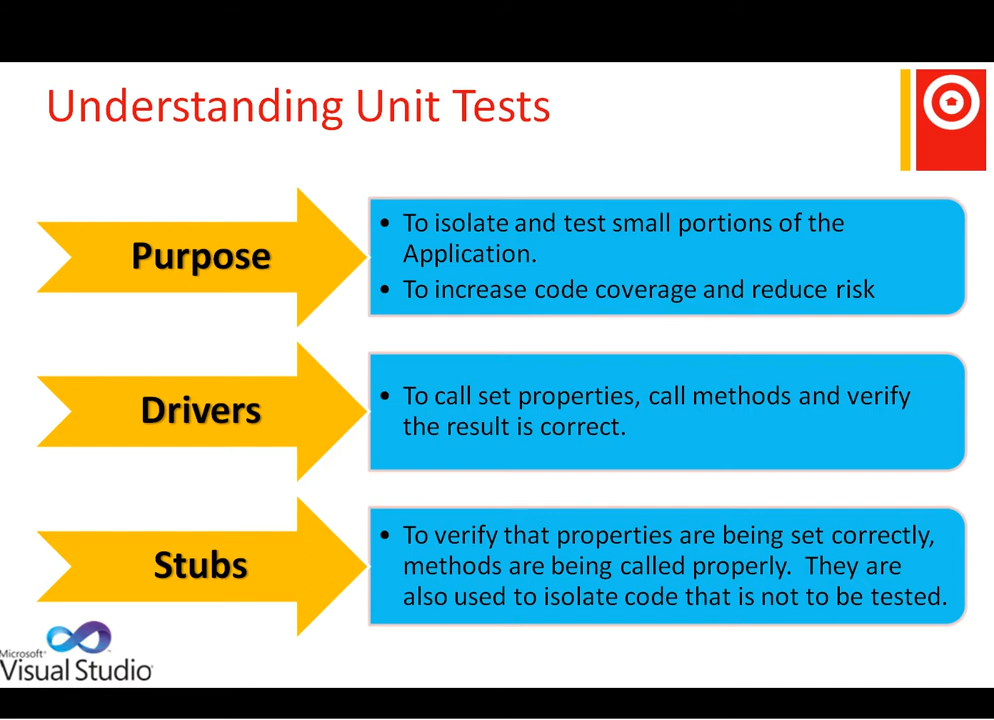 Understanding Unit Tests
Purpose
• To isolate and test small portions of the
Application.
• To increase code coverage and reduce risk
Drivers
• To call set properties, call methods and verify
the result is correct.
Stubs
• To verify that properties are being set correctly,
methods are being called properly.  They are
also used to isolate code that is not to be tested.
Microsoft®
Visual Studio®